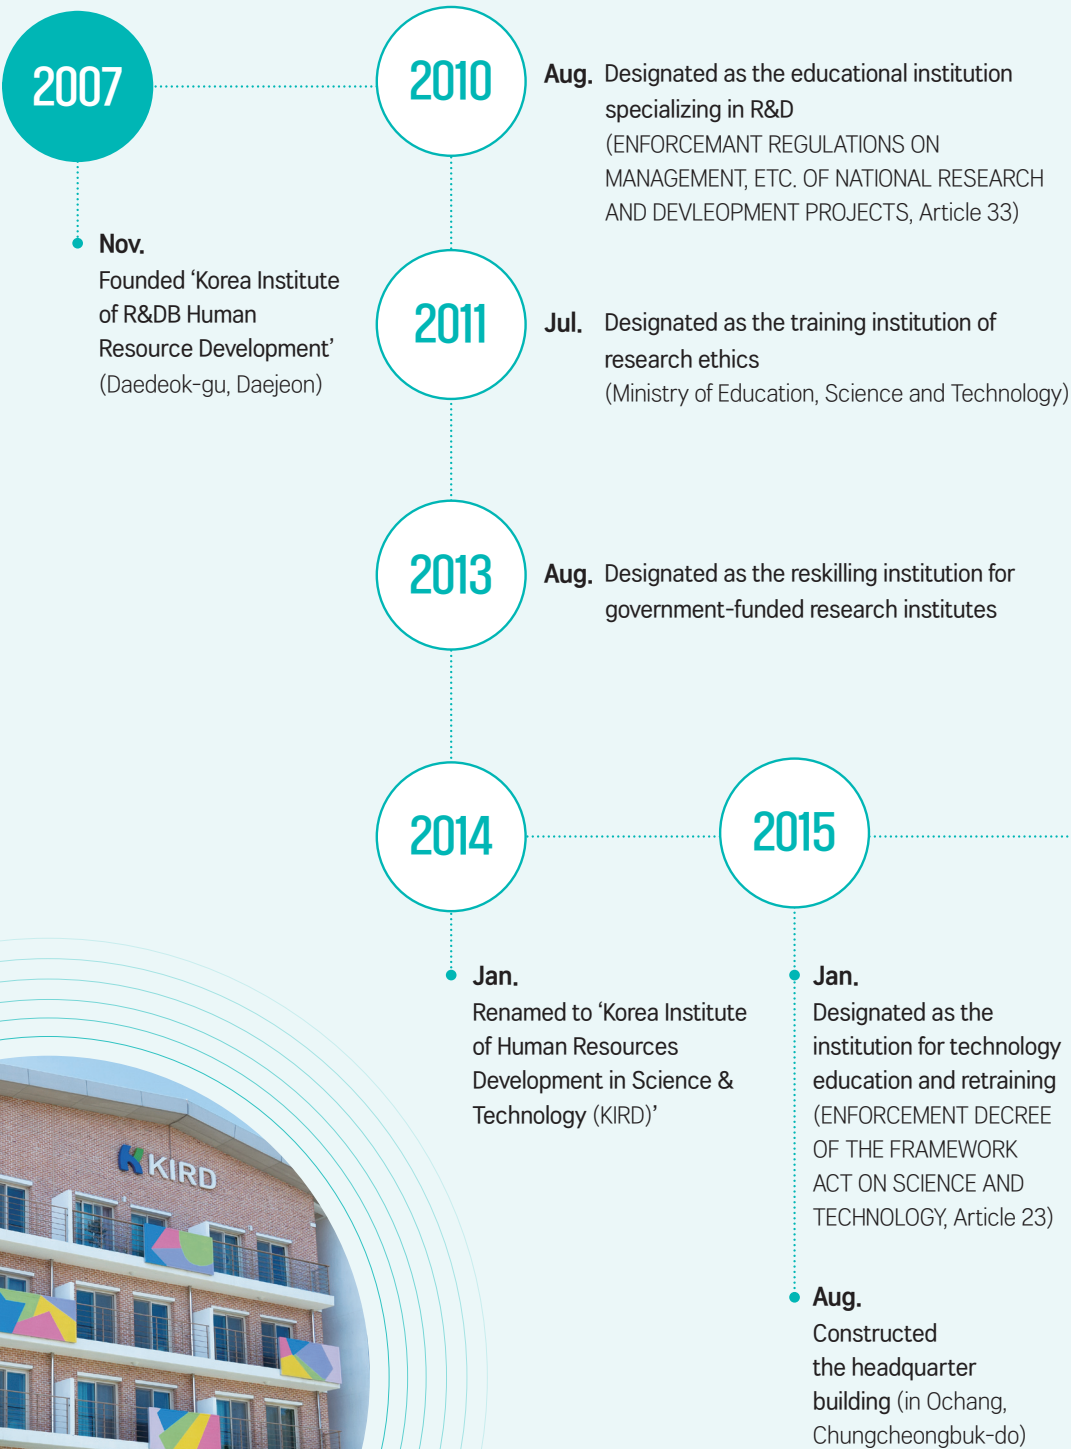 2007
Nov.
Founded ‘Korea Institute
of R&DB Human
Resource Development’
(Daedeok-gu, Daejeon)
2010
Aug. Designated as the educational institution
specializing in R&D
(ENFORCEMANT REGULATIONS ON
MANAGEMENT, ETC. OF NATIONAL RESEARCH
AND DEVLEOPMENT PROJECTS, Article 33)
2011
Jul. Designated as the training institution of
research ethics
(Ministry of Education, Science and Technology)
2013
Aug. Designated as the reskilling institution for
government-funded research institutes
2014
Jan.
Renamed to ‘Korea Institute
of Human Resources
Development in Science &
Technology (KIRD)’
2015
Jan.
Designated as the
institution for technology
education and retraining
(ENFORCEMENT DECREE
OF THE FRAMEWORK
ACT ON SCIENCE AND
TECHNOLOGY, Article 23)
Aug.
Constructed
the headquarter
building (in Ochang,
Chungcheongbuk-do)
KIRD